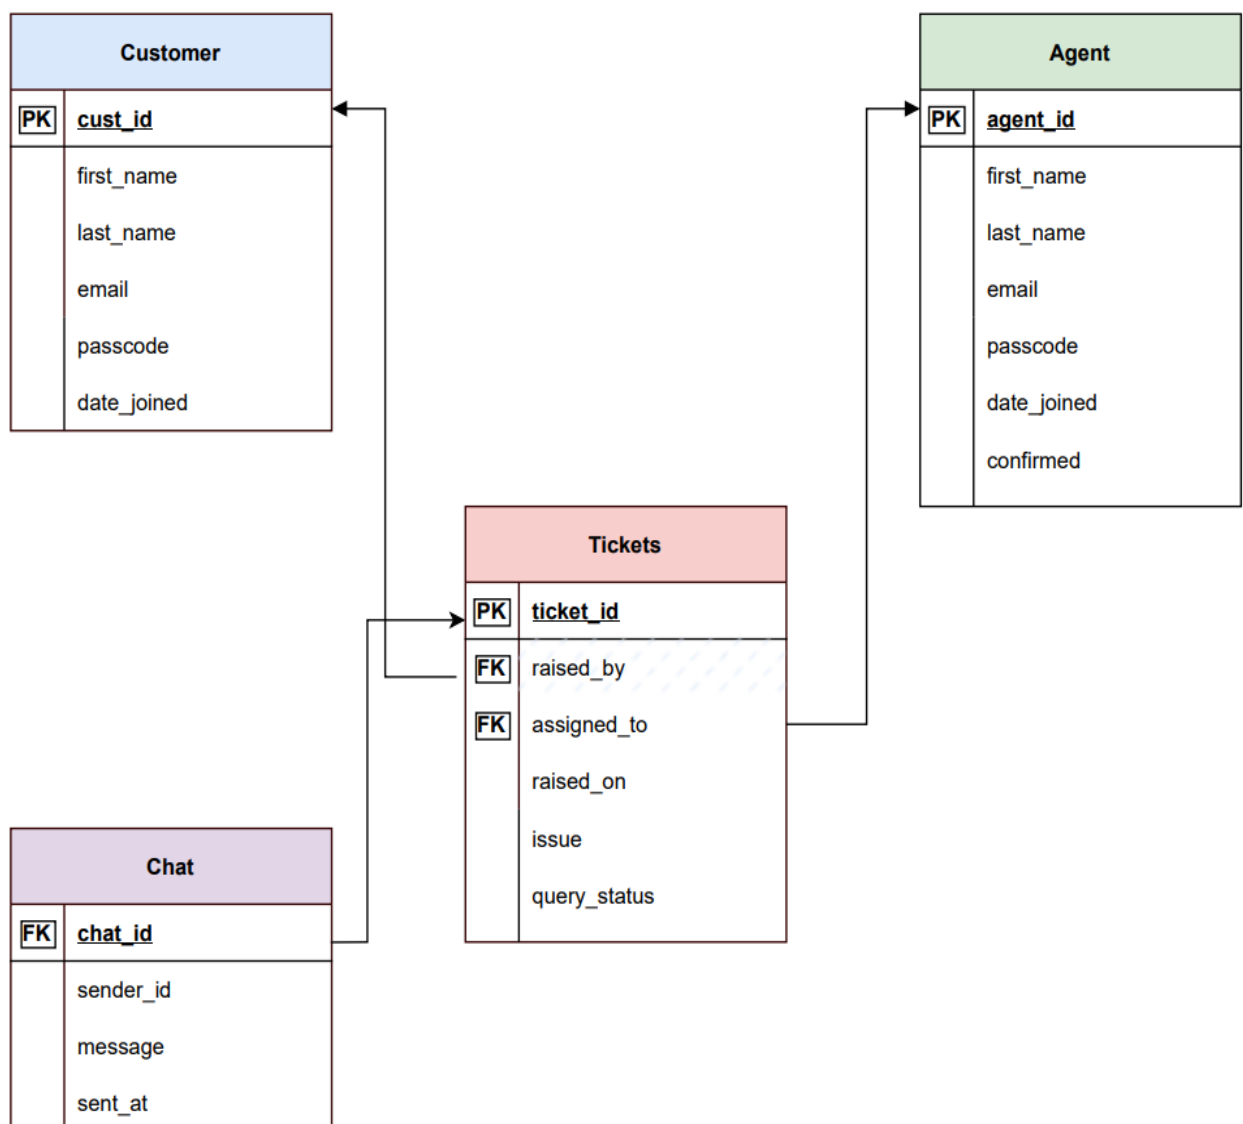 Customer
PK cust_id
first_name
last_name
email
passcode
date_joined
Agent
PK agent_id
first_name
last_name
email
passcode
date_joined
confirmed
Tickets
PK ticket_id
FK raised_by
FK assigned_to
raised_on
issue
query_status
Chat
FK chat_id
sender_id
message
sent_at